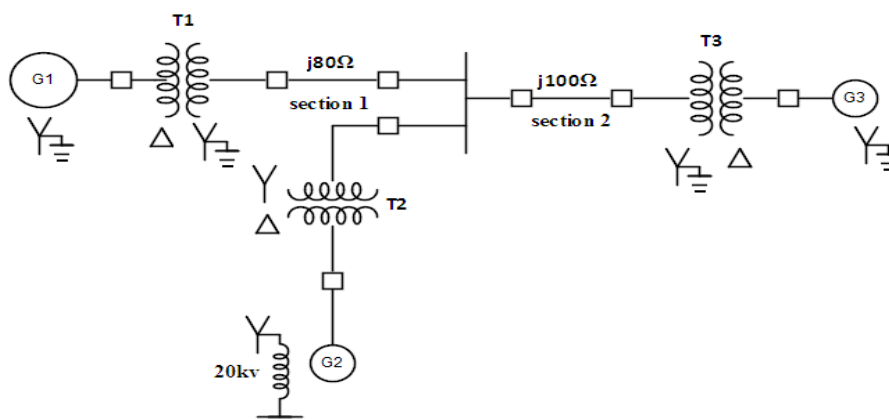 T1
T3
G1
j80Ω
j100Ω
G3
section 1
section 2
T2
20kv
G2